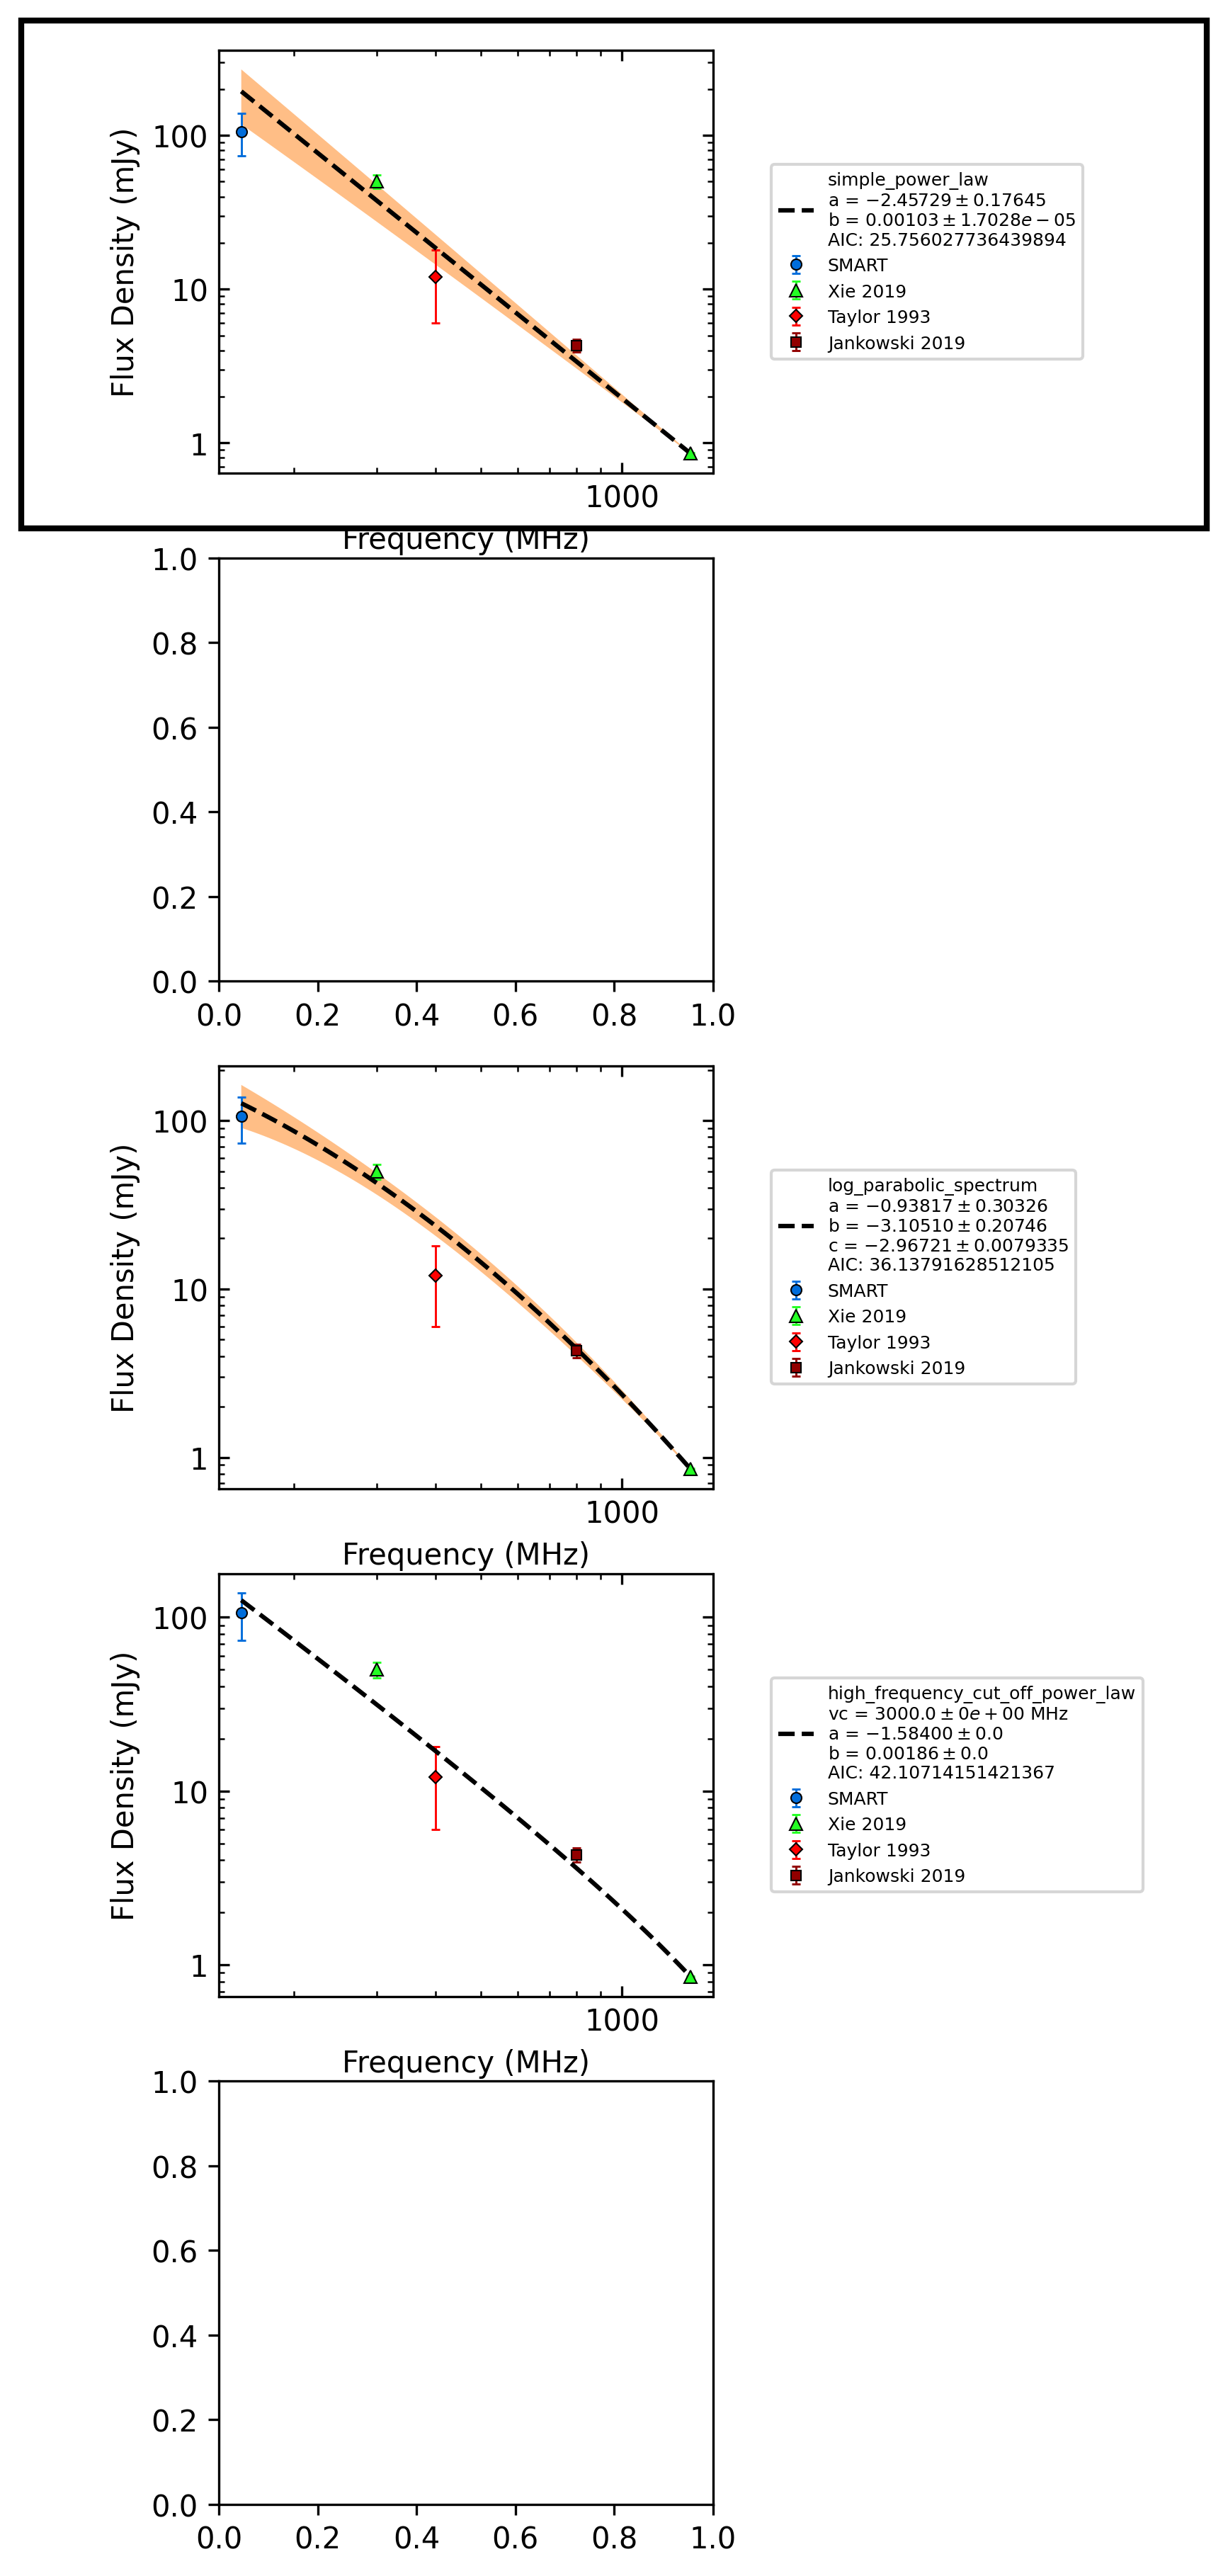 100
10
1
Flux Density (mJy)
1000
Frequency (MHz)
simple_power_law
a = −2.45729 ± 0.17645
b = 0.00103 ± 1.7028e − 05
AIC: 25.756027736439894
SMART
Xie 2019
Taylor 1993
Jankowski 2019
1.0
0.8
0.6
0.4
0.2
0.0
0.0 0.2 0.4 0.6 0.8 1.0
100
10
1
Flux Density (mJy)
1000
Frequency (MHz)
log_parabolic_spectrum
a = −0.93817 ± 0.30326
b = −3.10510 ± 0.20746
c = −2.96721 ± 0.0079335
AIC: 36.13791628512105
SMART
Xie 2019
Taylor 1993
Jankowski 2019
100
10
1
Flux Density (mJy)
1000
Frequency (MHz)
high_frequency_cut_off_power_law
vc = 3000.0 ± 0e + 00 MHz
a = −1.58400 ± 0.0
b = 0.00186 ± 0.0
AIC: 42.10714151421367
SMART
Xie 2019
Taylor 1993
Jankowski 2019
1.0
0.8
0.6
0.4
0.2
0.0
0.0 0.2 0.4 0.6 0.8 1.0